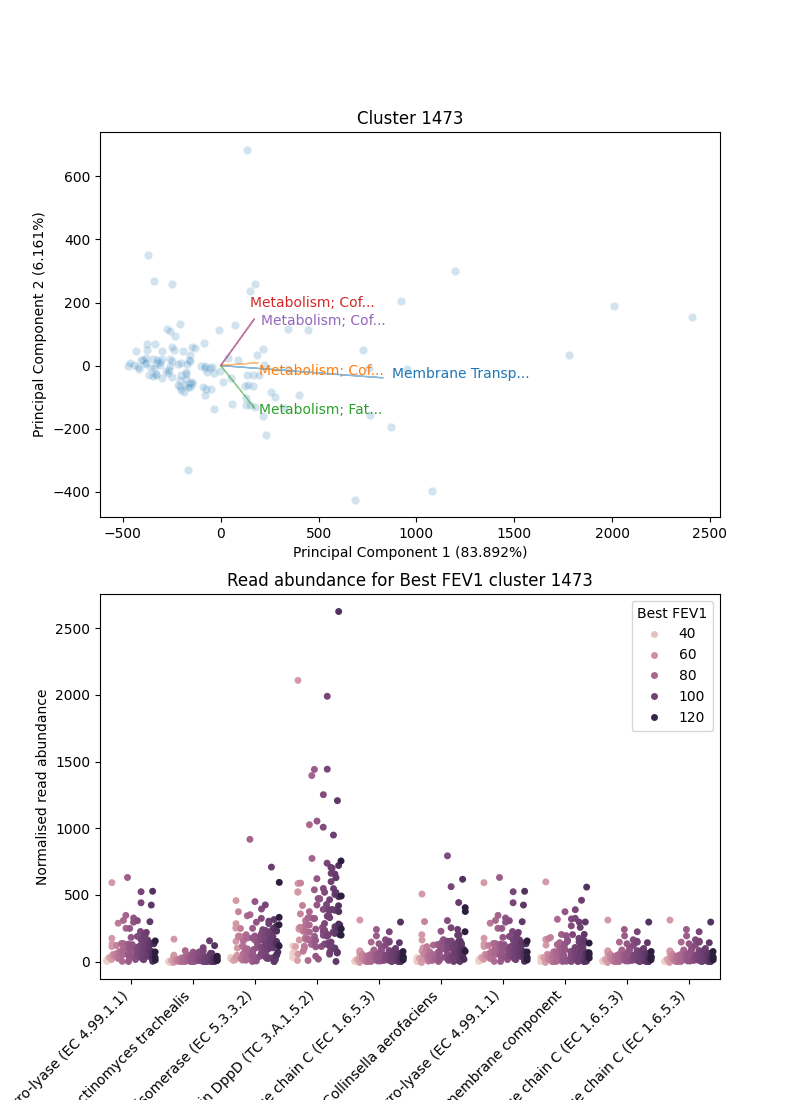 Cluster 1473
Principal Component 2 (6.161%)
600
400
200
0
−200
−400
Metabolism; Cof...
Metabolism; Cof...
Metabolism; Cof...
Membrane Transp...
Metabolism; Fat...
−500 0 500 1000 1500 2000 2500
Principal Component 1 (83.892%)
Read abundance for Best FEV1 cluster 1473
Normalised read abundance
2500
2000
1500
1000
500
0
Best FEV1
40
60
80
100
120
ro-lyase (EC 4.99.1.1)
ctinomyces trachealis
isomerase (EC 5.3.3.2)
in DppD (TC 3.A.1.5.2)
ge chain C (EC 1.6.5.3)
Collinsella aerofaciens
ro-lyase (EC 4.99.1.1)
membrane component
ge chain C (EC 1.6.5.3)
ge chain C (EC 1.6.5.3)